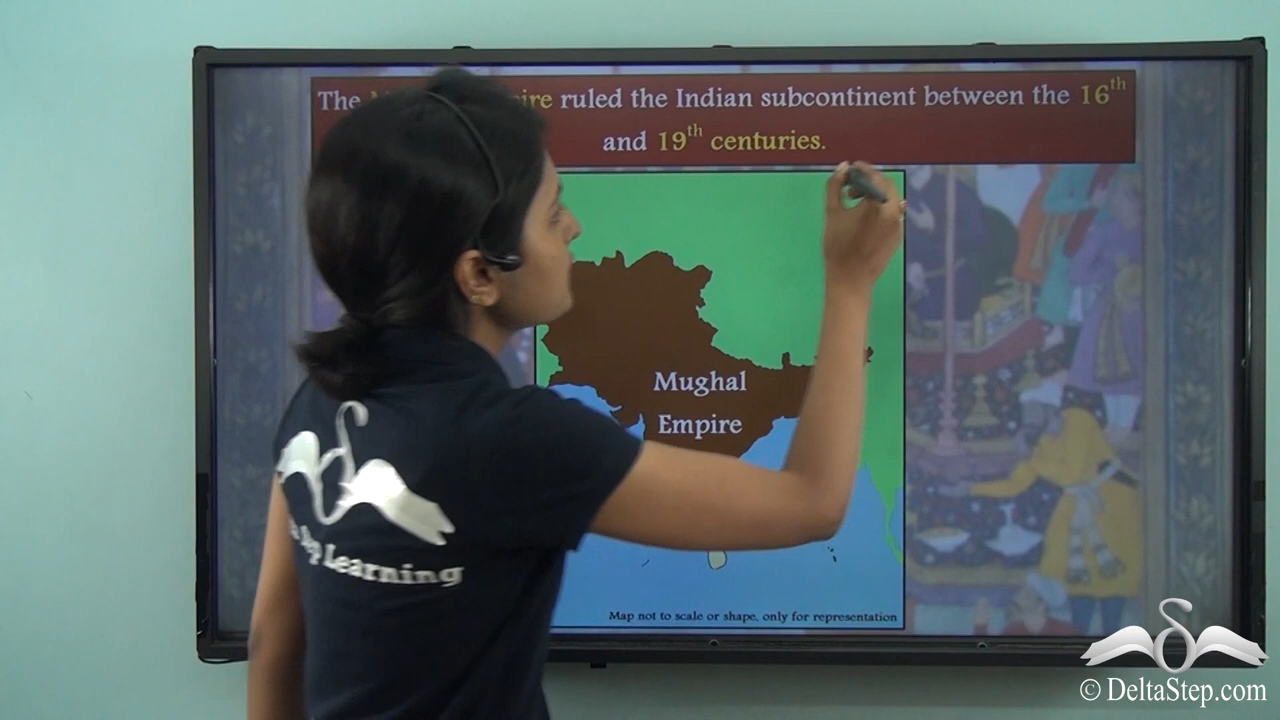 The ire ruled the Indian subcontinent between the 16th
and 19th centuries.
Mughal
Empire
Step Learning
Map not to scale or shape, only for representation
© DeltaStep.com